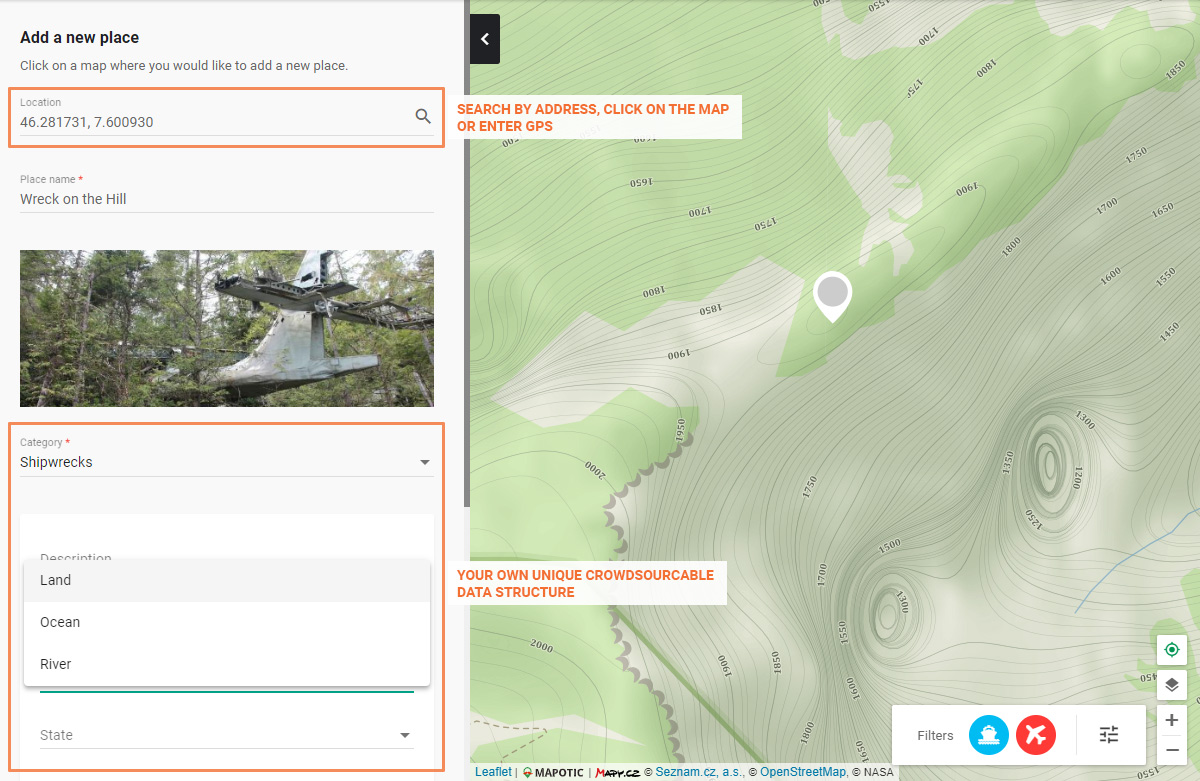 Add a new place
Click on a map where you would like to add a new place.
Location
46.281731, 7.600930
SEARCH BY ADDRESS, CLICK ON THE MAP
OR ENTER GPS
Place name *
Wreck on the Hill
Category *
Shipwrecks
Description
Land
Ocean
River
YOUR OWN UNIQUE CROWDSOURCABLE
DATA STRUCTURE
State
1550
1700
1800
1850
1750
1650
1700
1750
1900
1750
1700
1650
1800
1600
1550
1800
1850
1450
1900
1950
1300
2000
1350
1200
1750
1250
1500
1700
1300
1550
2000
1900
1850
1600
1800
1650
1550
Filters
+
−
Leaflet | MAPOTIC | MAPY.CZ © Seznam.cz, a.s., © OpenStreetMap, © NASA